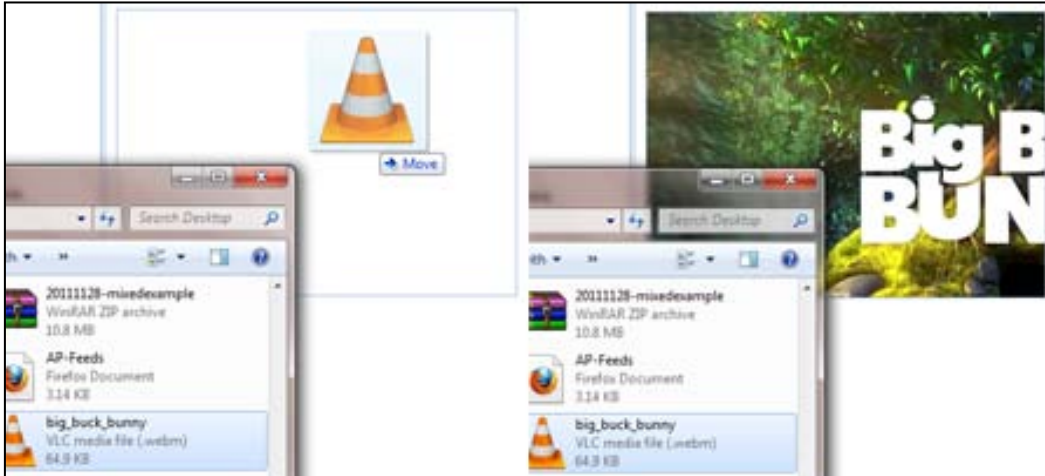 Move
Search Desktop
20111128-mixedexample
WinRAR ZIP archive
10.8 MB
AP-Feeds
Firefox Document
3.14 KB
big_buck_bunny
VLC media file (.webm)
64.9 KB
Big B
BUN
Search Desktop
20111128-mixedexample
WinRAR ZIP archive
10.8 MB
AP-Feeds
Firefox Document
3.14 KB
big_buck_bunny
VLC media file (.webm)
64.9 KB